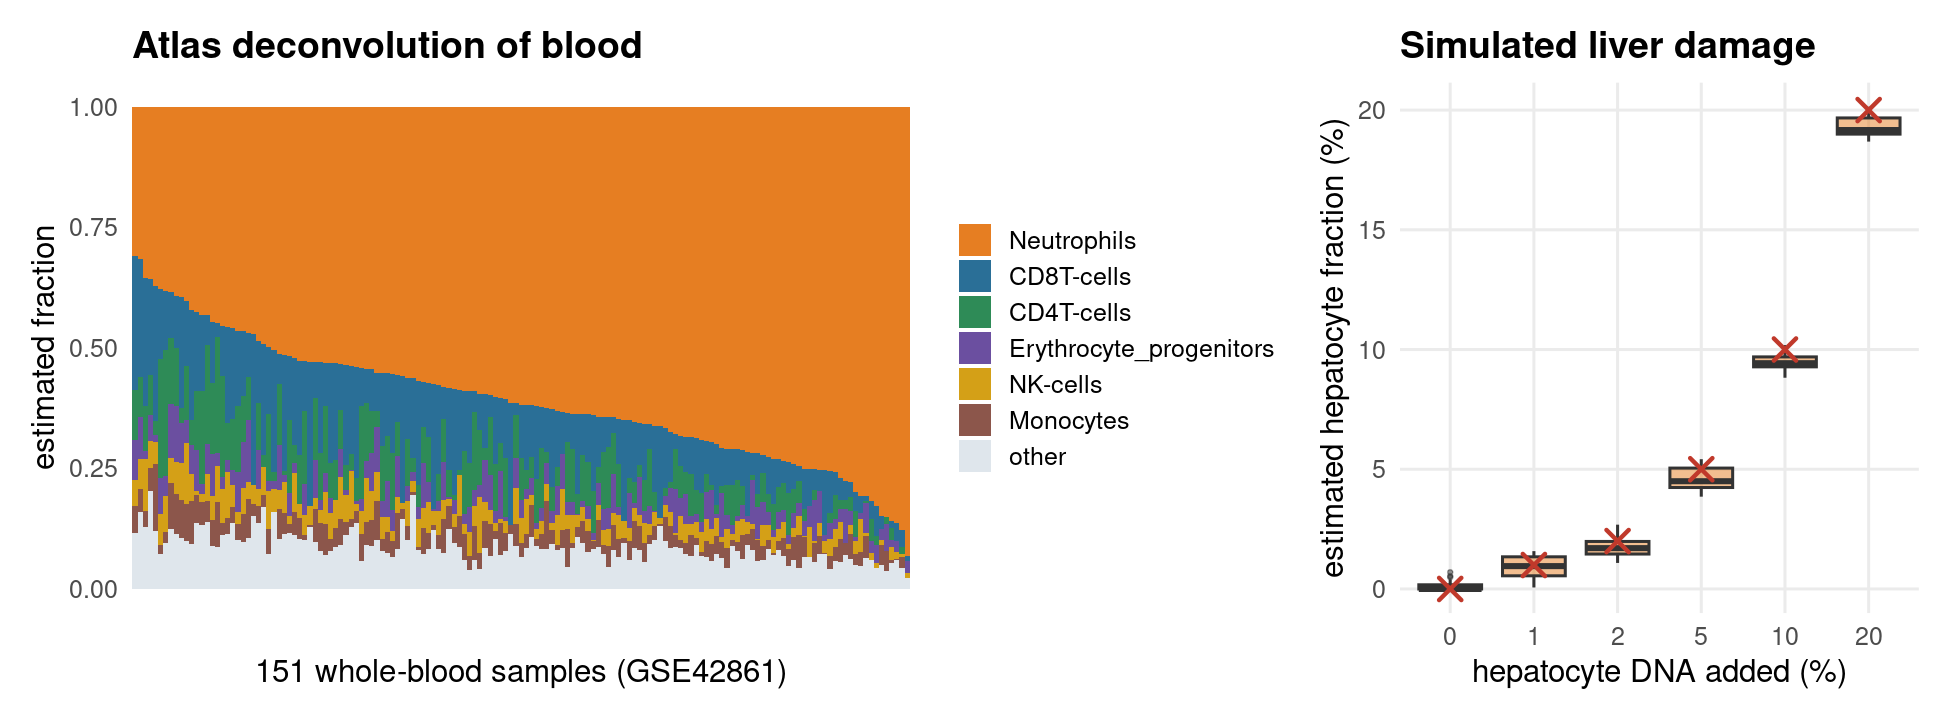 Atlas deconvolution of blood
estimated fraction
1.00
0.75
0.50
0.25
0.00
151 whole-blood samples (GSE42861)
Neutrophils
CD8T-cells
CD4T-cells
Erythrocyte_progenitors
NK-cells
Monocytes
other
Simulated liver damage
estimated hepatocyte fraction (%)
20
15
10
5
0
0 1 2 5 10 20
hepatocyte DNA added (%)